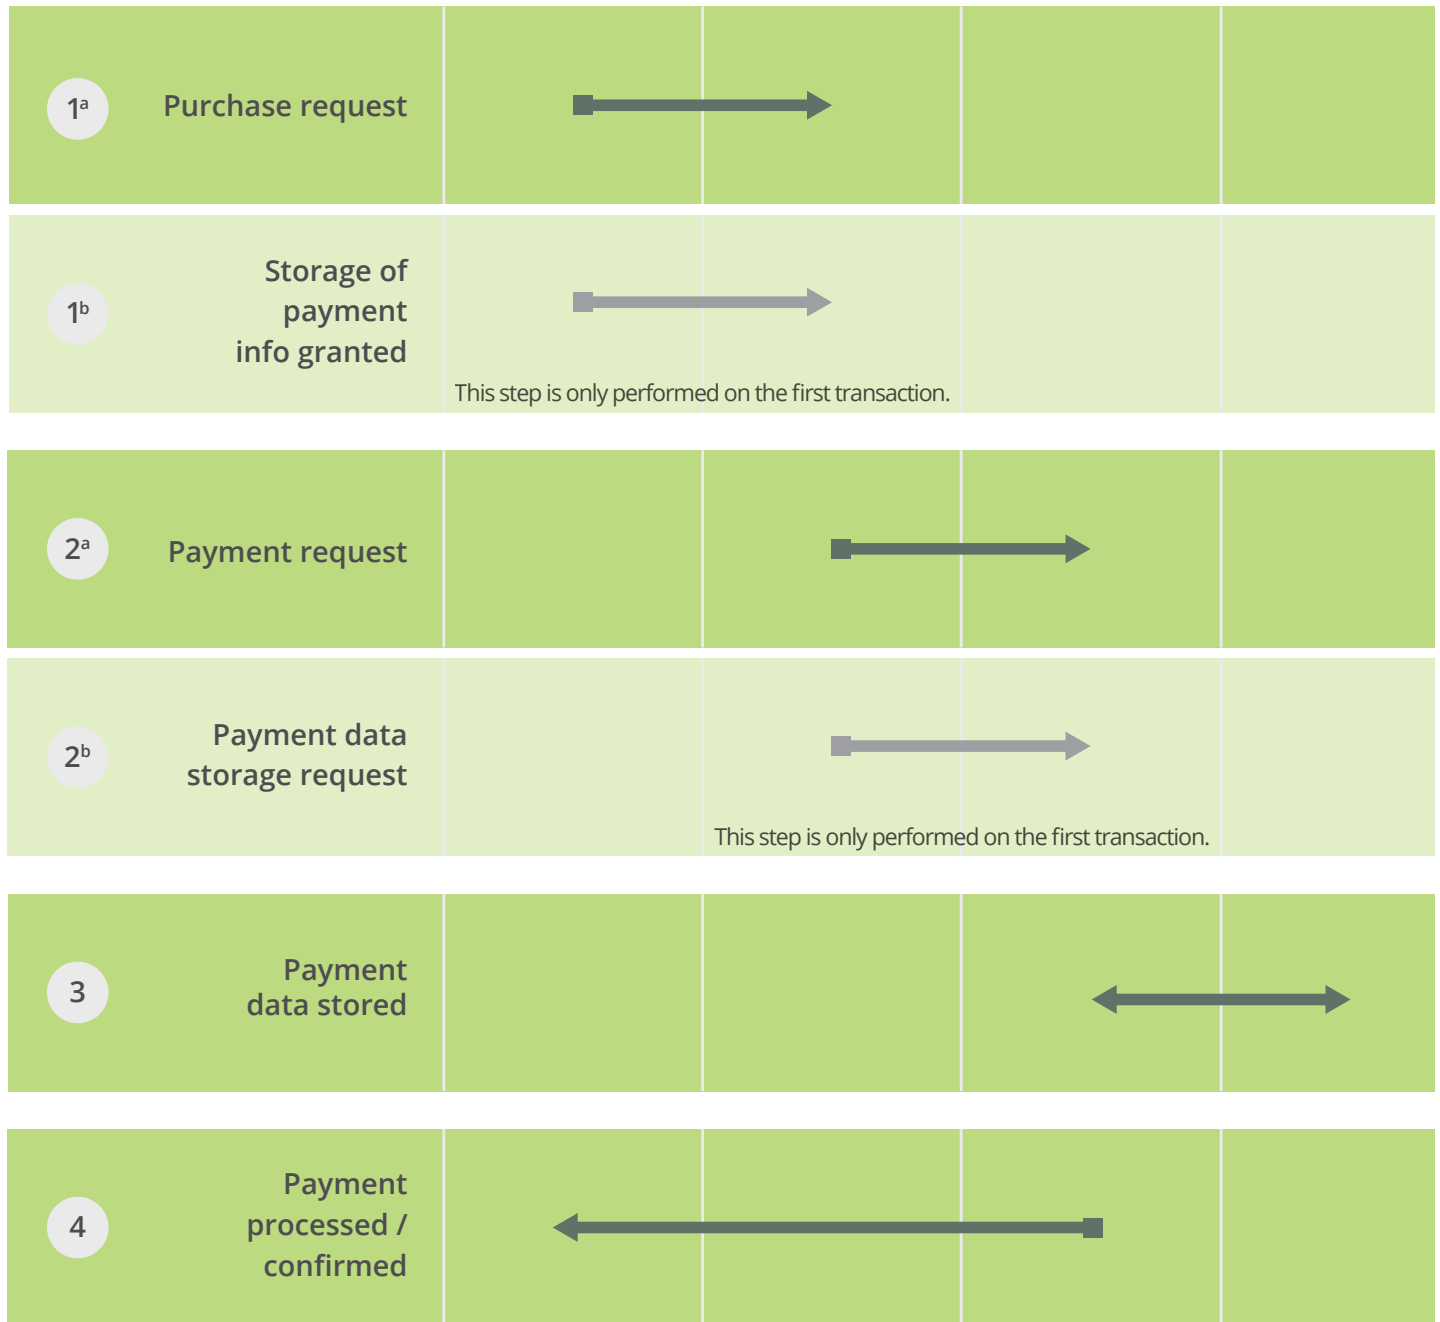 1ᵃ
Purchase request
1ᵇ
Storage of
payment
info granted
This step is only performed on the first transaction.
2ᵃ
Payment request
2ᵇ
Payment data
storage request
This step is only performed on the first transaction.
3
Payment
data stored
4
Payment
processed /
confirmed